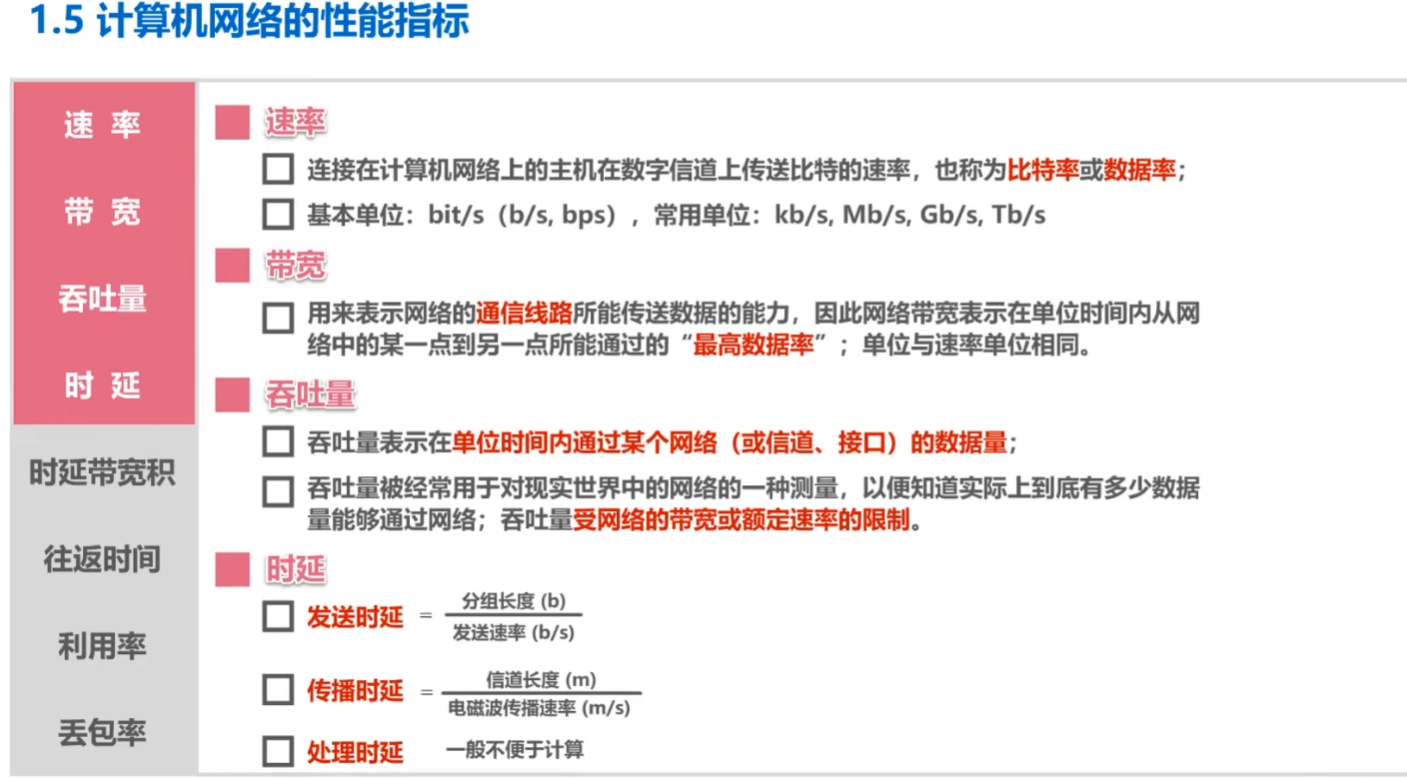 1.5 计算机网络的性能指标
速 率
带 宽
吞吐量
时 延
时延带宽积
往返时间
利用率
丢包率
速率
连接在计算机网络上的主机在数字信道上传送比特的速率，也称为比特率或数据率；
基本单位：bit/s（b/s, bps），常用单位：kb/s, Mb/s, Gb/s, Tb/s
带宽
用来表示网络的通信线路所能传送数据的能力，因此网络带宽表示在单位时间内从网
络中的某一点到另一点所能通过的“最高数据率”；单位与速率单位相同。
吞吐量
吞吐量表示在单位时间内通过某个网络（或信道、接口）的数据量；
吞吐量被经常用于对现实世界中的网络的一种测量，以便知道实际上到底有多少数据
量能够通过网络；吞吐量受网络的带宽或额定速率的限制。
时延
发送时延 = 分组长度 (b)
发送速率 (b/s)
传播时延 = 信道长度 (m)
电磁波传播速率 (m/s)
处理时延 一般不便于计算